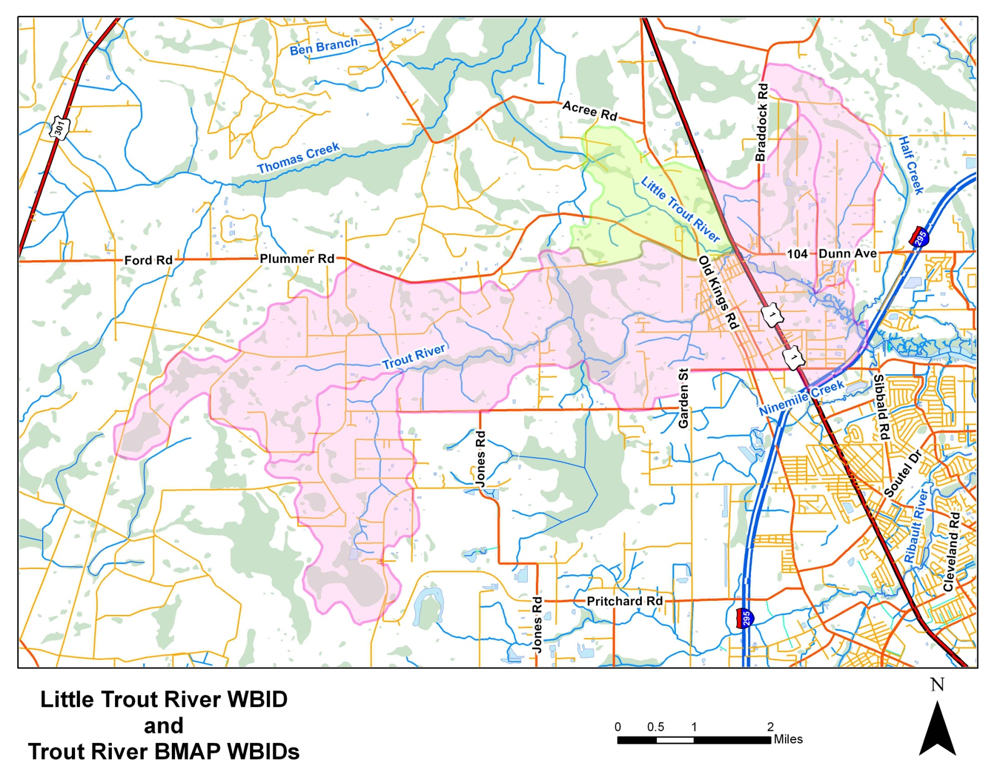 Ben Branch
Acree Rd
Braddock Rd
301
Thomas Creek
Half Creek
Little Trout River
295
Ford Rd
Plummer Rd
104
Dunn Ave
Old Kings Rd
1
Trout River
1
Garden St
Sibbald Rd
Ninemile Creek
Jones Rd
Soutel Dr
Ribault River
Cleveland Rd
Pritchard Rd
Jones Rd
295
N
Little Trout River WBID
and
Trout River BMAP WBIDs
0 0.5 1 2
Miles